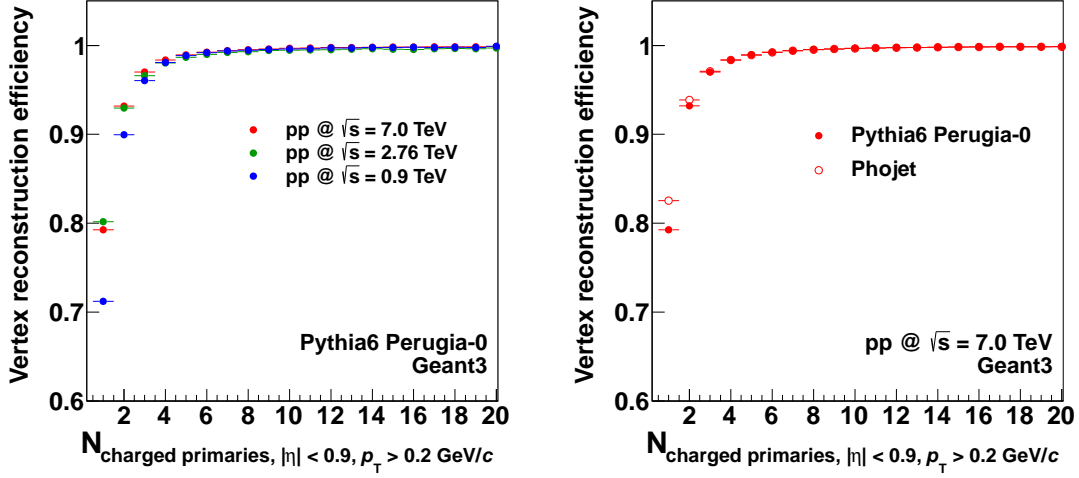 Vertex reconstruction efficiency
1
0.9
0.8
0.7
0.6
pp @ √s = 7.0 TeV
pp @ √s = 2.76 TeV
pp @ √s = 0.9 TeV
Pythia6 Perugia-0
Geant3
2 4 6 8 10 12 14 16 18 20
N charged primaries, |η| < 0.9, p_T > 0.2 GeV/c
Vertex reconstruction efficiency
1
0.9
0.8
0.7
0.6
Pythia6 Perugia-0
Phojet
pp @ √s = 7.0 TeV
Geant3
2 4 6 8 10 12 14 16 18 20
N charged primaries, |η| < 0.9, p_T > 0.2 GeV/c